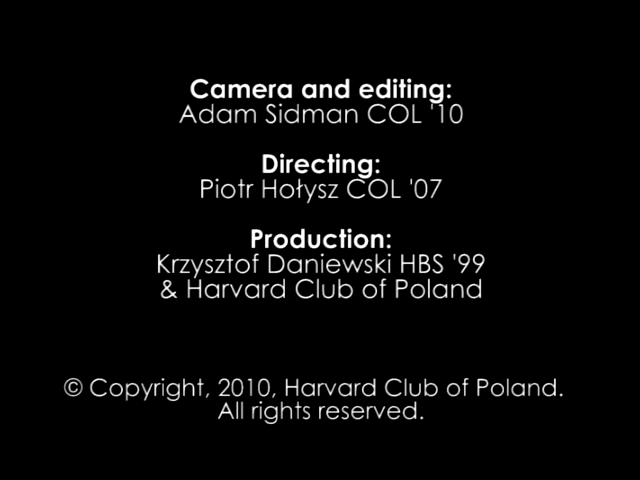 Camera and editing:
Adam Sidman COL '10
Directing:
Piotr Hołysz COL '07
Production:
Krzysztof Daniewski HBS '99
& Harvard Club of Poland
© Copyright, 2010, Harvard Club of Poland.
All rights reserved.